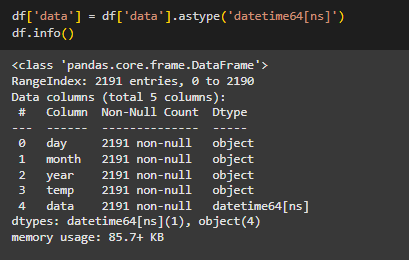 df['data'] = df['data'].astype('datetime64[ns]')
df.info()
<class 'pandas.core.frame.DataFrame'>
RangeIndex: 2191 entries, 0 to 2190
Data columns (total 5 columns):
 #   Column  Non-Null Count  Dtype
---  ------  --------------  -----
 0   day     2191 non-null   object
 1   month   2191 non-null   object
 2   year    2191 non-null   object
 3   temp    2191 non-null   object
 4   data    2191 non-null   datetime64[ns]
dtypes: datetime64[ns](1), object(4)
memory usage: 85.7+ KB